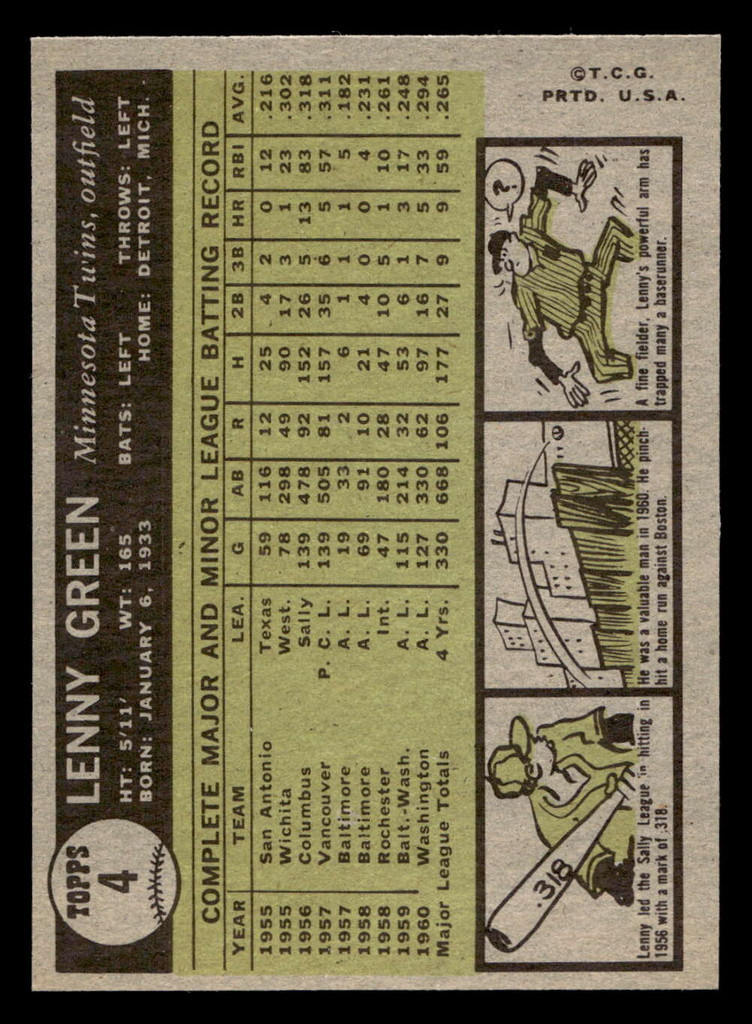 TOPPS
4
LENNY GREEN Minnesota Twins, outfield
HT: 5'11' WT: 165 BATS: LEFT THROWS: LEFT
BORN: JANUARY 6, 1933 HOME: DETROIT, MICH.
COMPLETE MAJOR AND MINOR LEAGUE BATTING RECORD
YEAR TEAM LEA. G AB R H 2B 3B HR RBI AVG.
1955 San Antonio Texas 59 116 12 25 4 2 0 12 .216
1955 Wichita West. 78 298 49 90 17 3 1 23 .302
1956 Columbus Sally 139 478 92 152 26 5 13 83 .318
1957 Vancouver P. C. L. 139 505 81 157 35 6 5 57 .311
1957 Baltimore A. L. 19 33 2 6 1 1 1 5 .182
1958 Baltimore A. L. 69 91 10 21 4 0 0 4 .231
1958 Rochester Int. 47 180 28 47 10 5 1 10 .261
1959 Balt.-Wash. A. L. 115 214 32 53 6 1 3 17 .248
1960 Washington A. L. 127 330 62 97 16 7 5 33 .294
Major League Totals 4 Yrs. 330 668 106 177 27 9 9 59 .265
.318
Lenny led the Sally League in hitting in
1956 with a mark of .318.
He was a valuable man in 1960. He pinch-
hit a home run against Boston.
?
A fine fielder, Lenny's powerful arm has
trapped many a baserunner.
©T.C.G.
PRTD. U.S.A.